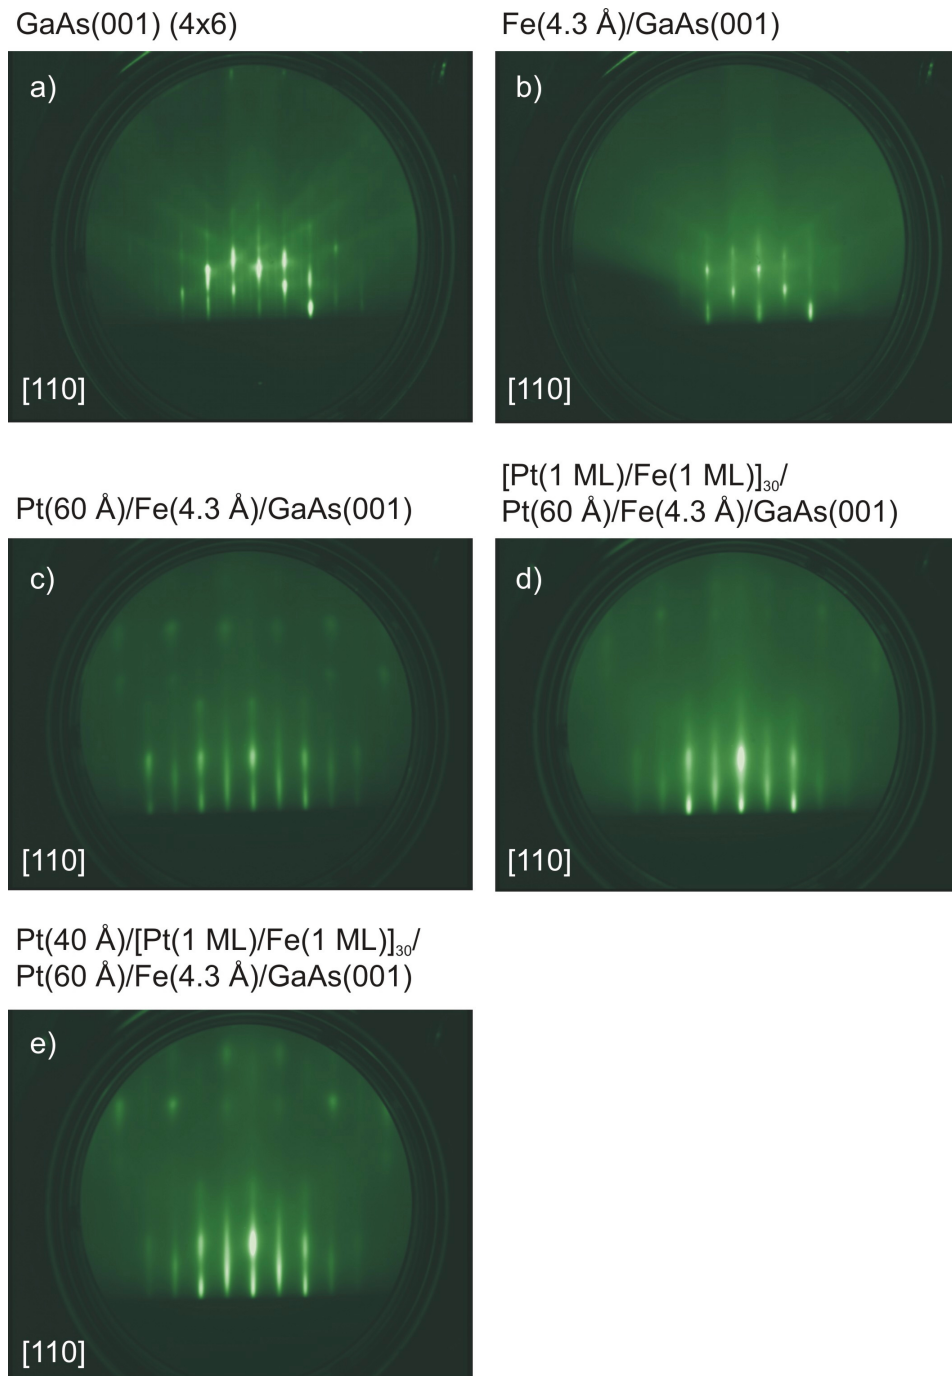 GaAs(001) (4x6)
Fe(4.3 Å)/GaAs(001)
a)
b)
[110]
[110]
Pt(60 Å)/Fe(4.3 Å)/GaAs(001)
[Pt(1 ML)/Fe(1 ML)]₃₀/
Pt(60 Å)/Fe(4.3 Å)/GaAs(001)
c)
d)
[110]
[110]
Pt(40 Å)/[Pt(1 ML)/Fe(1 ML)]₃₀/
Pt(60 Å)/Fe(4.3 Å)/GaAs(001)
e)
[110]